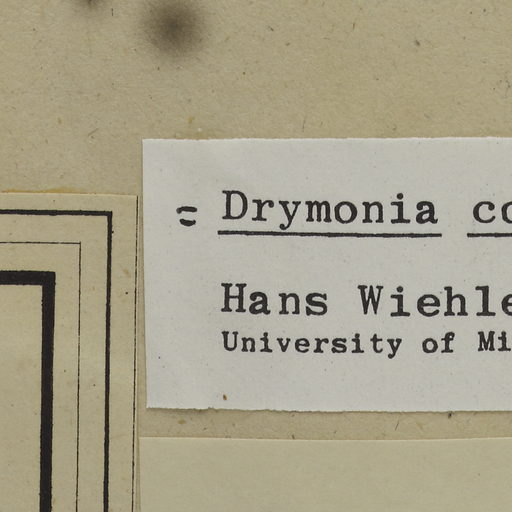 = Drymonia co
Hans Wiehle
University of Mi